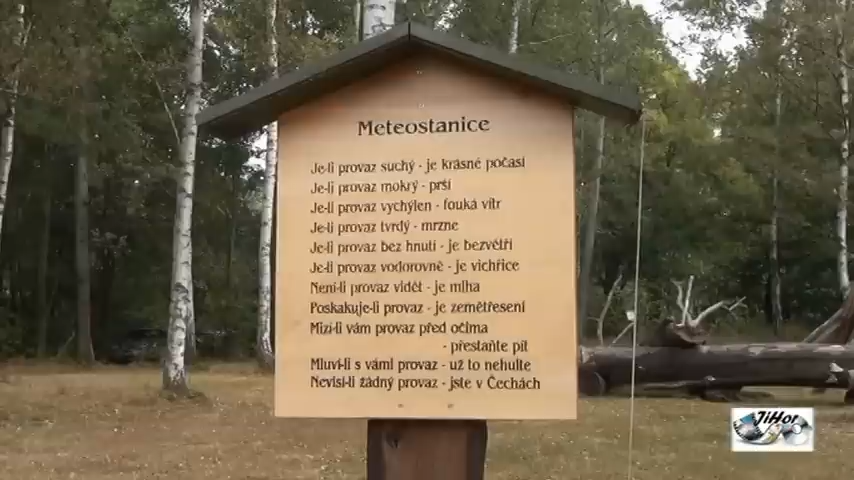 Meteostanice
Je-li provaz suchý - je krásné počasí
Je-li provaz mokrý - prší
Je-li provaz vychýlen - fouká vítr
Je-li provaz tvrdý - mrzne
Je-li provaz bez hnutí - je bezvětří
Je-li provaz vodorovně - je vichřice
Není-li provaz vidět - je mlha
Poskakuje-li provaz - je zemětřesení
Mizí-li vám provaz před očima
- přestaňte pít
Mluví-li s vámi provaz - už to nehulte
Nevisí-li žádný provaz - jste v Čechách
JiHor